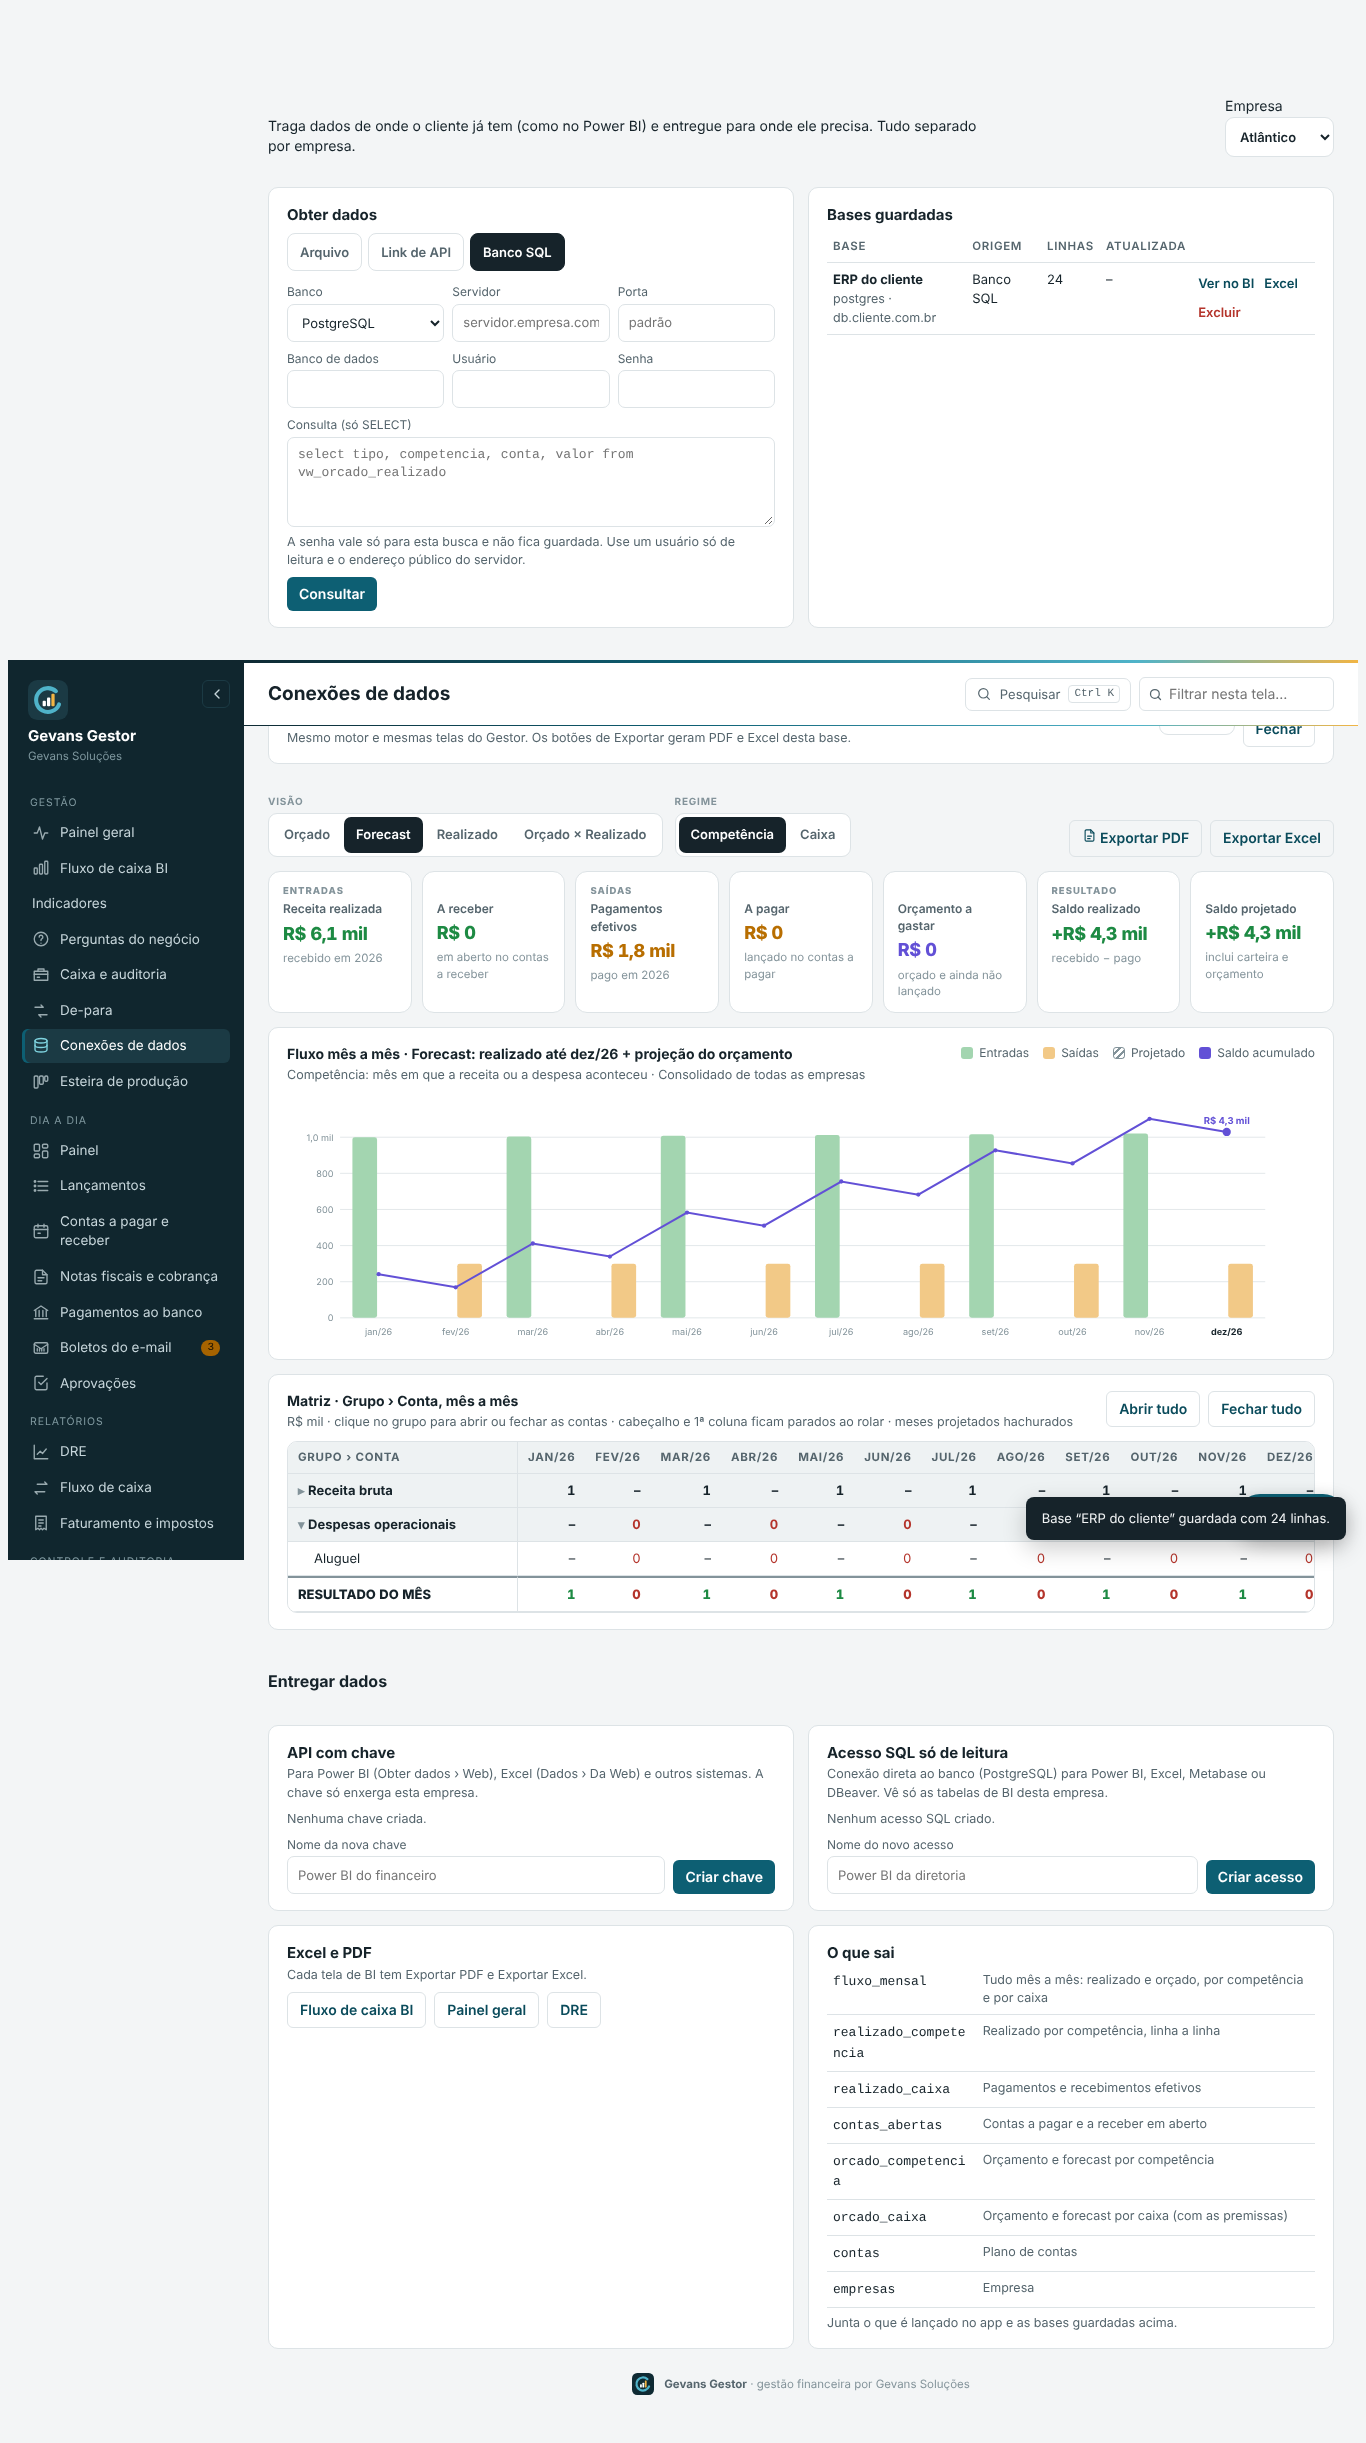 Empresa
Traga dados de onde o cliente já tem (como no Power BI) e entregue para onde ele precisa. Tudo separado
por empresa.
Atlântico
Obter dados
Arquivo
Link de API
Banco SQL
Banco
Servidor
Porta
PostgreSQL
servidor.empresa.com
padrão
Banco de dados
Usuário
Senha
Consulta (só SELECT)
select tipo, competencia, conta, valor from
vw_orcado_realizado
A senha vale só para esta busca e não fica guardada. Use um usuário só de
leitura e o endereço público do servidor.
Consultar
Bases guardadas
BASE ORIGEM LINHAS ATUALIZADA
ERP do cliente
postgres ·
db.cliente.com.br
Banco
SQL
24
–
Ver no BI
Excel
Excluir
Gevans Gestor
Gevans Soluções
GESTÃO
Painel geral
Fluxo de caixa BI
Indicadores
Perguntas do negócio
Caixa e auditoria
De-para
Conexões de dados
Esteira de produção
DIA A DIA
Painel
Lançamentos
Contas a pagar e
receber
Notas fiscais e cobrança
Pagamentos ao banco
Boletos do e-mail
3
Aprovações
RELATÓRIOS
DRE
Fluxo de caixa
Faturamento e impostos
Conexões de dados
Pesquisar
Ctrl K
Filtrar nesta tela...
Mesmo motor e mesmas telas do Gestor. Os botões de Exportar geram PDF e Excel desta base.
Fechar
VISÃO
Orçado
Forecast
Realizado
Orçado × Realizado
REGIME
Competência
Caixa
Exportar PDF
Exportar Excel
ENTRADAS
Receita realizada
R$ 6,1 mil
recebido em 2026
A receber
R$ 0
em aberto no contas
a receber
SAÍDAS
Pagamentos
efetivos
R$ 1,8 mil
pago em 2026
A pagar
R$ 0
lançado no contas a
pagar
Orçamento a
gastar
R$ 0
orçado e ainda não
lançado
RESULTADO
Saldo realizado
+R$ 4,3 mil
recebido − pago
Saldo projetado
+R$ 4,3 mil
inclui carteira e
orçamento
Fluxo mês a mês · Forecast: realizado até dez/26 + projeção do orçamento
Competência: mês em que a receita ou a despesa aconteceu · Consolidado de todas as empresas
Entradas
Saídas
Projetado
Saldo acumulado
R$ 4,3 mil
1,0 mil
800
600
400
200
0
jan/26 fev/26 mar/26 abr/26 mai/26 jun/26 jul/26 ago/26 set/26 out/26 nov/26 dez/26
Matriz · Grupo › Conta, mês a mês
R$ mil · clique no grupo para abrir ou fechar as contas · cabeçalho e 1ª coluna ficam parados ao rolar · meses projetados hachurados
Abrir tudo
Fechar tudo
GRUPO › CONTA JAN/26 FEV/26 MAR/26 ABR/26 MAI/26 JUN/26 JUL/26 AGO/26 SET/26 OUT/26 NOV/26 DEZ/26
▸ Receita bruta 1 – 1 – 1 – 1 – 1 – 1 –
▾ Despesas operacionais – 0 – 0 – 0 –
Base "ERP do cliente" guardada com 24 linhas.
Aluguel – 0 – 0 – 0 – 0 – 0 – 0
RESULTADO DO MÊS 1 0 1 0 1 0 1 0 1 0 1 0
Entregar dados
API com chave
Para Power BI (Obter dados › Web), Excel (Dados › Da Web) e outros sistemas. A
chave só enxerga esta empresa.
Nenhuma chave criada.
Nome da nova chave
Power BI do financeiro
Criar chave
Acesso SQL só de leitura
Conexão direta ao banco (PostgreSQL) para Power BI, Excel, Metabase ou
DBeaver. Vê só as tabelas de BI desta empresa.
Nenhum acesso SQL criado.
Nome do novo acesso
Power BI da diretoria
Criar acesso
Excel e PDF
Cada tela de BI tem Exportar PDF e Exportar Excel.
Fluxo de caixa BI
Painel geral
DRE
O que sai
fluxo_mensal
Tudo mês a mês: realizado e orçado, por competência
e por caixa
realizado_compete
ncia
Realizado por competência, linha a linha
realizado_caixa
Pagamentos e recebimentos efetivos
contas_abertas
Contas a pagar e a receber em aberto
orcado_competenci
a
Orçamento e forecast por competência
orcado_caixa
Orçamento e forecast por caixa (com as premissas)
contas
Plano de contas
empresas
Empresa
Junta o que é lançado no app e as bases guardadas acima.
Gevans Gestor · gestão financeira por Gevans Soluções